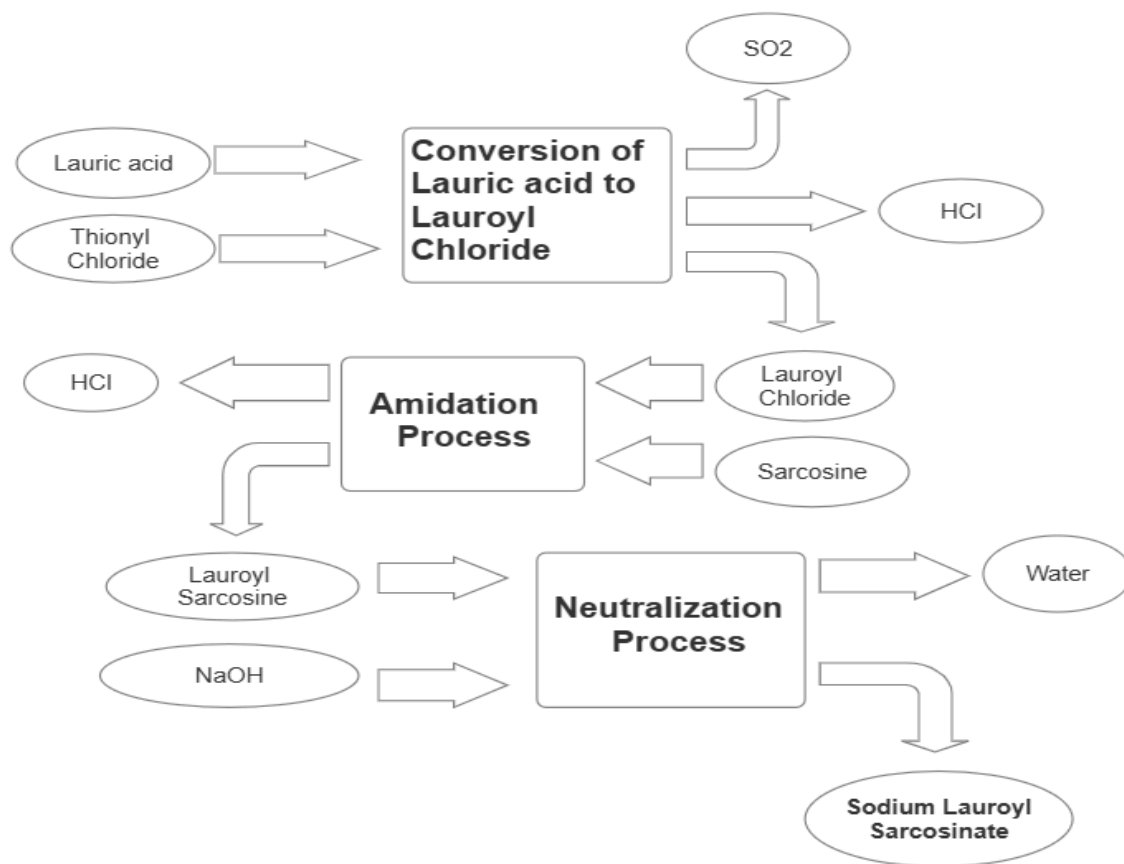 SO2
Lauric acid
Conversion of
Lauric acid to
Lauroyl
Chloride
HCl
Thionyl
Chloride
HCl
Amidation
Process
Lauroyl
Chloride
Sarcosine
Lauroyl
Sarcosine
Neutralization
Process
Water
NaOH
Sodium Lauroyl
Sarcosinate